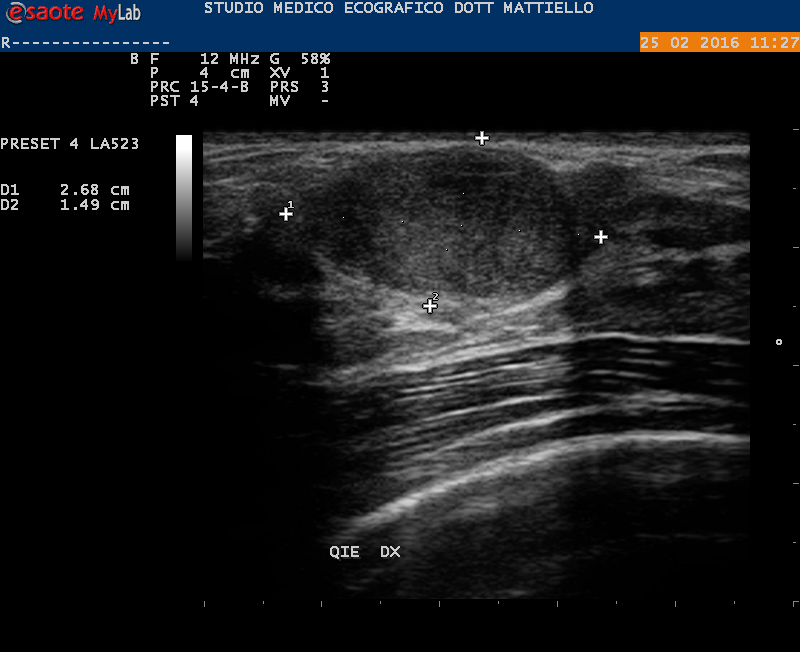 esaote MyLab
STUDIO MEDICO ECOGRAFICO DOTT MATTIELLO
R----------------
25 02 2016 11:27
B F 12 MHz G 58%
P 4 cm XV 1
PRC 15-4-B PRS 3
PST 4 MV -
PRESET 4 LA523
D1 2.68 cm
D2 1.49 cm
1
2
QIE DX